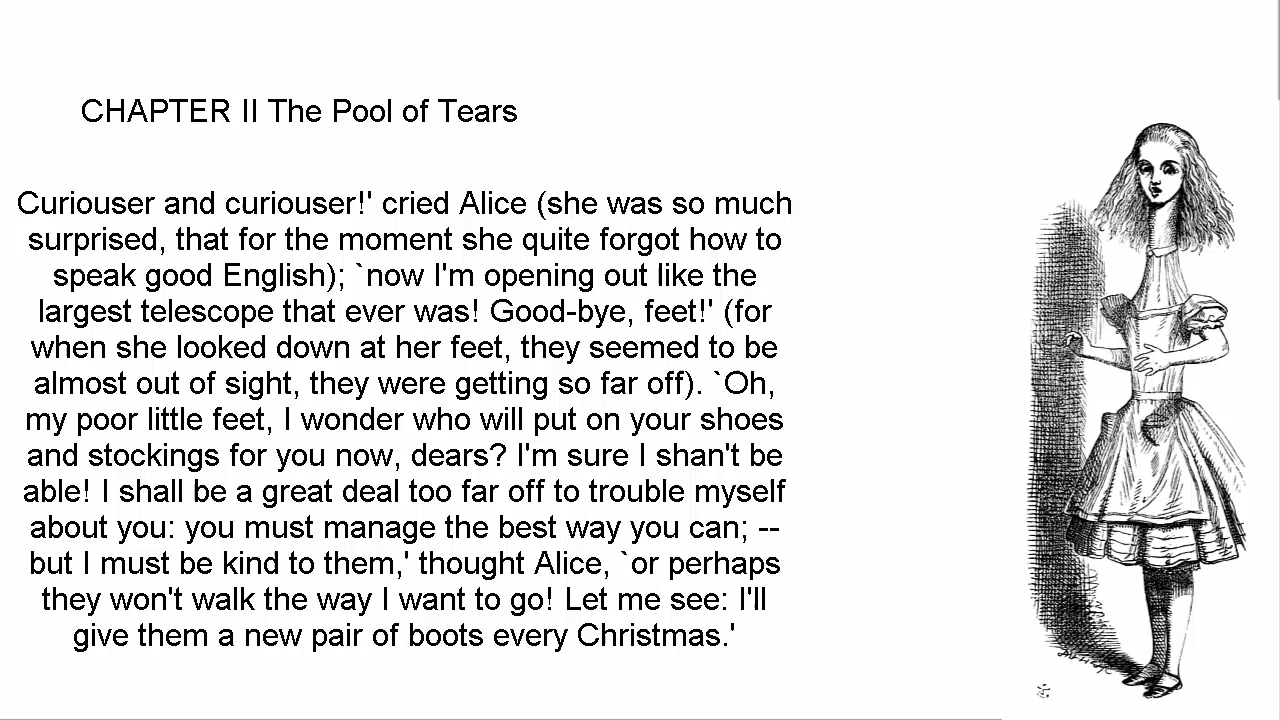 CHAPTER II The Pool of Tears
Curiouser and curiouser!' cried Alice (she was so much
surprised, that for the moment she quite forgot how to
speak good English); `now I'm opening out like the
largest telescope that ever was! Good-bye, feet!' (for
when she looked down at her feet, they seemed to be
almost out of sight, they were getting so far off). `Oh,
my poor little feet, I wonder who will put on your shoes
and stockings for you now, dears? I'm sure I shan't be
able! I shall be a great deal too far off to trouble myself
about you: you must manage the best way you can; --
but I must be kind to them,' thought Alice, `or perhaps
they won't walk the way I want to go! Let me see: I'll
give them a new pair of boots every Christmas.'